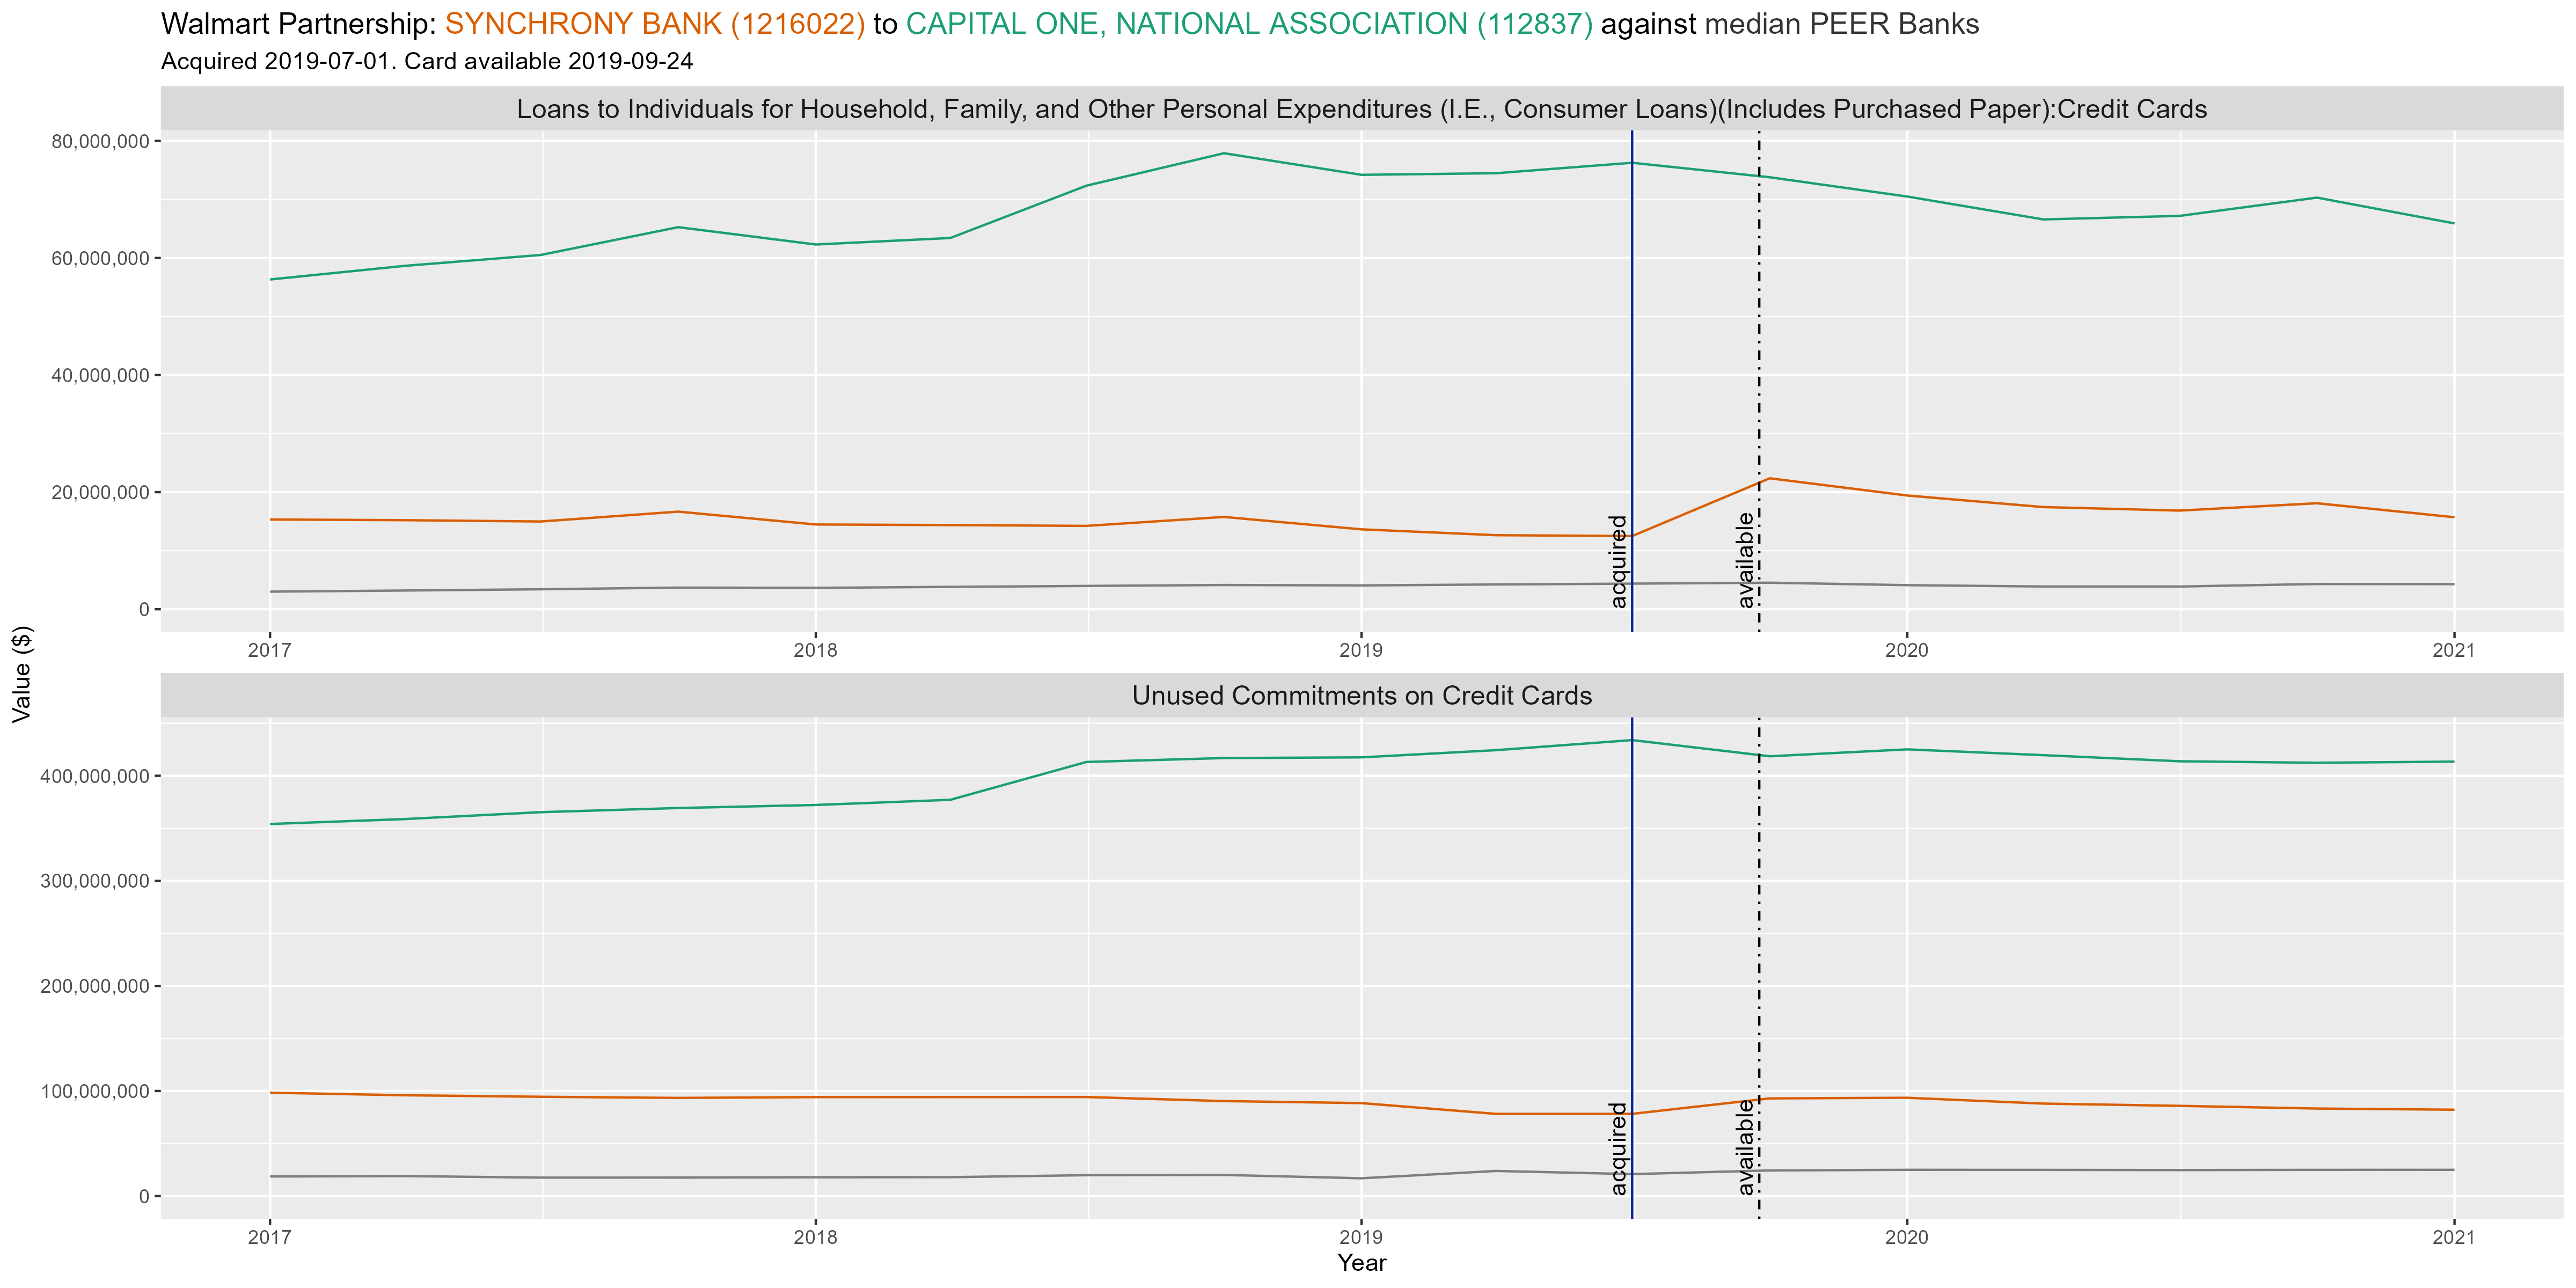 Walmart Partnership: SYNCHRONY BANK (1216022) to CAPITAL ONE, NATIONAL ASSOCIATION (112837) against median PEER Banks
Acquired 2019-07-01. Card available 2019-09-24
Loans to Individuals for Household, Family, and Other Personal Expenditures (I.E., Consumer Loans)(Includes Purchased Paper):Credit Cards
80,000,000
60,000,000
40,000,000
20,000,000
0
acquired
available
2017
2018
2019
2020
2021
Value ($)
Unused Commitments on Credit Cards
400,000,000
300,000,000
200,000,000
100,000,000
0
acquired
available
2017
2018
2019
2020
2021
Year